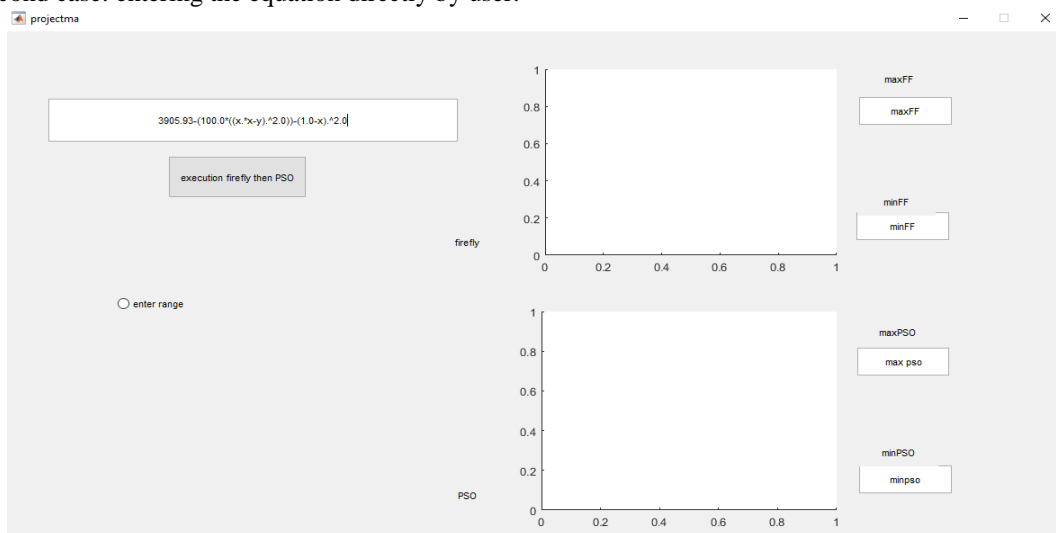 ond case: entering the equation directly by user.
projectma
3905.93-(100.0*((x.*x-y).^2.0))-(1.0-x).^2.0
execution firefly then PSO
enter range
firefly
1
0.8
0.6
0.4
0.2
0
0 0.2 0.4 0.6 0.8 1
maxFF
maxFF
minFF
minFF
PSO
1
0.8
0.6
0.4
0.2
0
0 0.2 0.4 0.6 0.8 1
maxPSO
max pso
minPSO
minpso